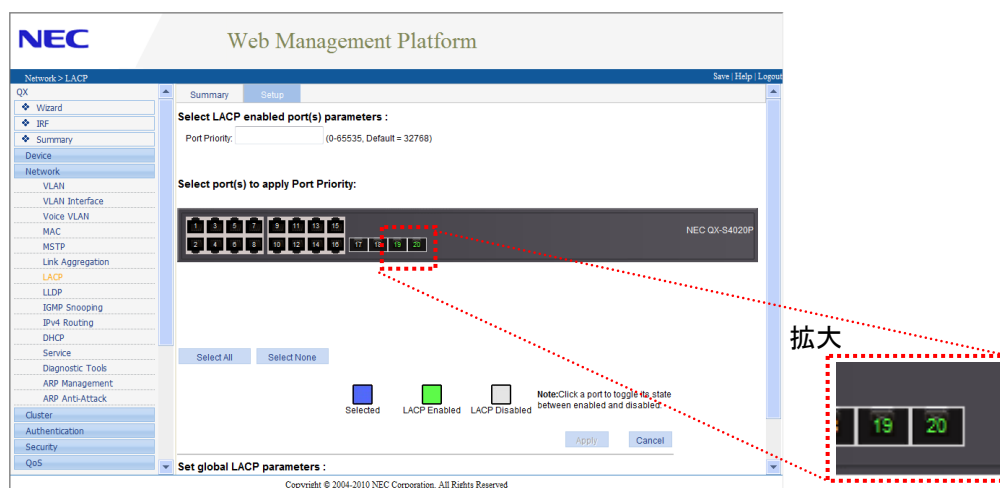 NEC
Web Management Platform
Network > LACP
Save | Help | Logout
QX
Wizard
IRF
Summary
Device
Network
VLAN
VLAN Interface
Voice VLAN
MAC
MSTP
Link Aggregation
LACP
LLDP
IGMP Snooping
IPv4 Routing
DHCP
Service
Diagnostic Tools
ARP Management
ARP Anti-Attack
Cluster
Authentication
Security
QoS
Summary Setup
Select LACP enabled port(s) parameters :
Port Priority: (0-65535, Default = 32768)
Select port(s) to apply Port Priority:
1 3 5 7 9 11 13 15
2 4 6 8 10 12 14 16 17 18 19 20
NEC QX-S4020P
Select All Select None
Selected LACP Enabled LACP Disabled
Note:Click a port to toggle its state
between enabled and disabled.
Apply Cancel
Set global LACP parameters :
Copyright © 2004-2010 NEC Corporation. All Rights Reserved
拡大
19 20